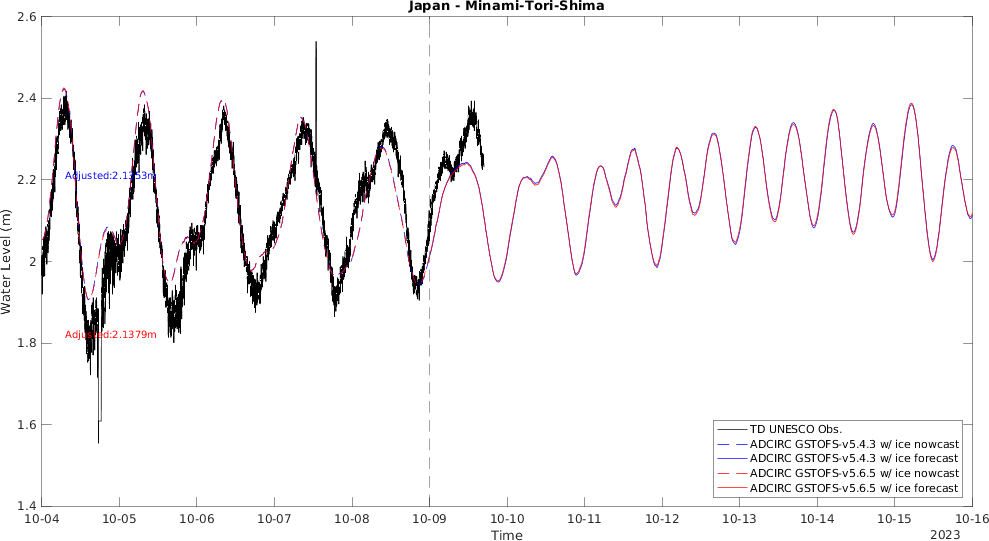 Japan - Minami-Tori-Shima
Water Level (m)
2.6
2.4
2.2
2
1.8
1.6
1.4
Adjusted:2.1353m
Adjusted:2.1379m
TD UNESCO Obs.
ADCIRC GSTOFS-v5.4.3 w/ ice nowcast
ADCIRC GSTOFS-v5.4.3 w/ ice forecast
ADCIRC GSTOFS-v5.6.5 w/ ice nowcast
ADCIRC GSTOFS-v5.6.5 w/ ice forecast
10-04 10-05 10-06 10-07 10-08 10-09 10-10 10-11 10-12 10-13 10-14 10-15 10-16
Time
2023